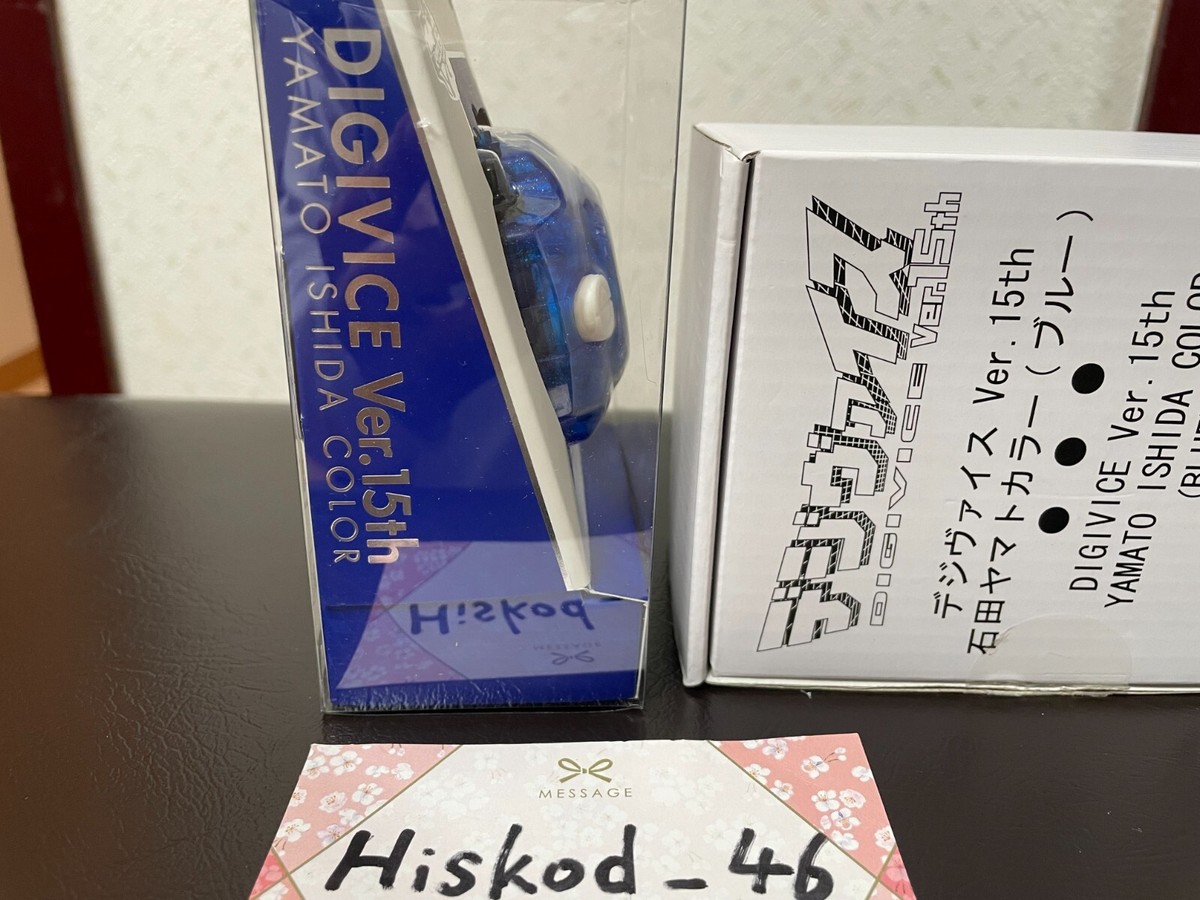 DIGIVICE Ver.15th
YAMATO ISHIDA COLOR
Hiskod
MESSAGE
デジヴァイス
DIGIVICE Ver.15th
デジヴァイス Ver.15th
石田ヤマトカラー(ブルー)
DIGIVICE Ver.15th
YAMATO ISHIDA COLOR
MESSAGE
Hiskod_46